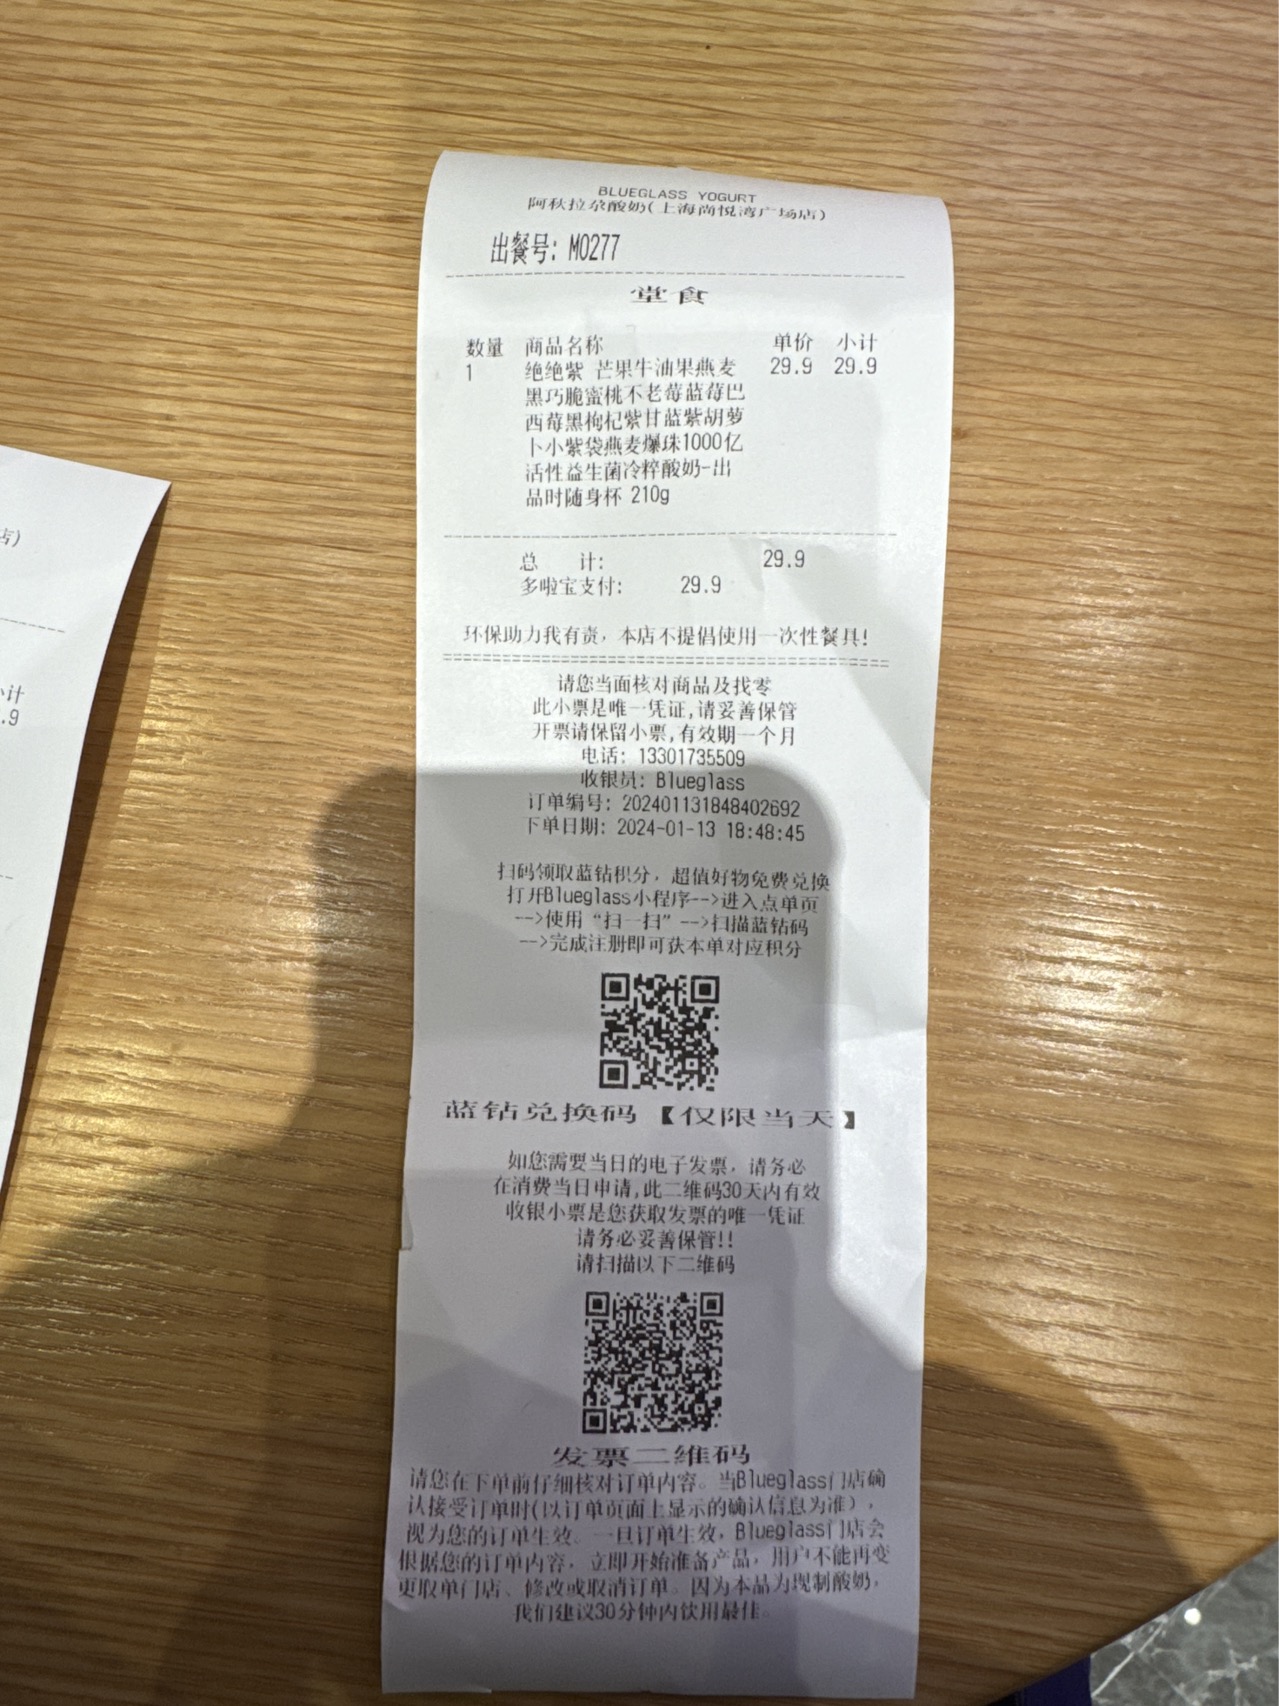 BLUEGLASS YOGURT
阿秋拉尕酸奶(上海尚悦湾广场店)
出餐号: M0277
堂食
数量 商品名称 单价 小计
1 绝绝紫 芒果牛油果燕麦 29.9 29.9
黑巧脆蜜桃不老莓蓝莓巴
西莓黑枸杞紫甘蓝紫胡萝
卜小紫袋燕麦爆珠1000亿
活性益生菌冷粹酸奶-出
品时随身杯 210g
总 计: 29.9
多啦宝支付: 29.9
环保助力我有责，本店不提倡使用一次性餐具!
请您当面核对商品及找零
此小票是唯一凭证,请妥善保管
开票请保留小票,有效期一个月
电话: 13301735509
收银员: Blueglass
订单编号: 202401131848402692
下单日期: 2024-01-13 18:48:45
扫码领取蓝钻积分，超值好物免费兑换
打开Blueglass小程序-->进入点单页
-->使用“扫一扫”-->扫描蓝钻码
-->完成注册即可获本单对应积分
蓝钻兑换码【仅限当天】
如您需要当日的电子发票，请务必
在消费当日申请,此二维码30天内有效
收银小票是您获取发票的唯一凭证
请务必妥善保管!!
请扫描以下二维码
发票二维码
请您在下单前仔细核对订单内容。当Blueglass门店确
认接受订单时(以订单页面上显示的确认信息为准)，
视为您的订单生效。一旦订单生效，Blueglass门店会
根据您的订单内容，立即开始准备产品，用户不能再变
更取单门店、修改或取消订单。因为本品为现制酸奶，
我们建议30分钟内饮用最佳。
店)
小计
.9